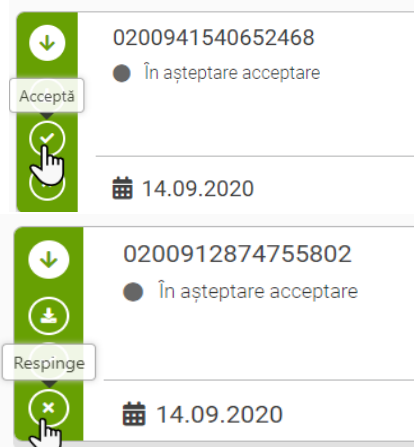 0200941540652468
În așteptare acceptare
Acceptă
14.09.2020
0200912874755802
În așteptare acceptare
Respinge
14.09.2020